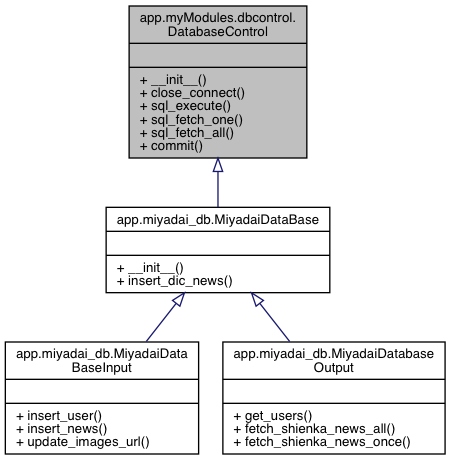 app.myModules.dbcontrol.
DatabaseControl
+ __init__()
+ close_connect()
+ sql_execute()
+ sql_fetch_one()
+ sql_fetch_all()
+ commit()
app.miyadai_db.MiyadaiDataBase
+ __init__()
+ insert_dic_news()
app.miyadai_db.MiyadaiData
BaseInput
+ insert_user()
+ insert_news()
+ update_images_url()
app.miyadai_db.MiyadaiDatabase
Output
+ get_users()
+ fetch_shienka_news_all()
+ fetch_shienka_news_once()